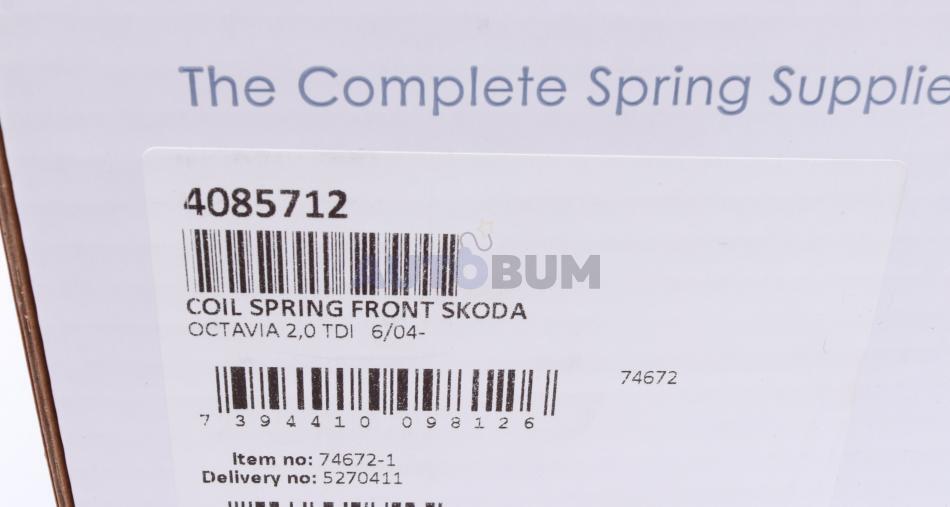 The Complete Spring Supplie
4085712
AUTOBUM
COIL SPRING FRONT SKODA
OCTAVIA 2,0 TDI 6/04-
74672
7 394410 098126
Item no: 74672-1
Delivery no: 5270411